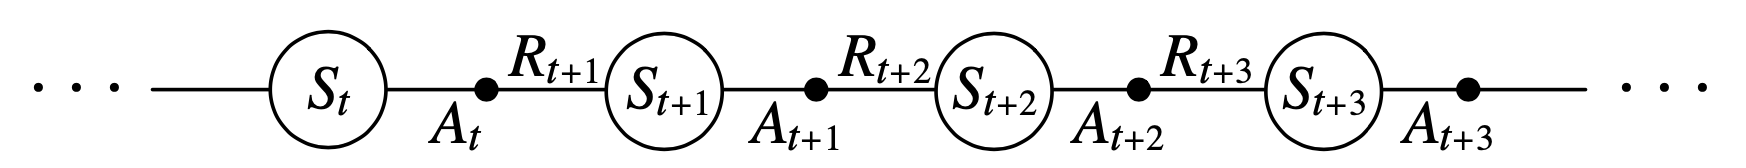 · · · S_t A_t R_{t+1} S_{t+1} A_{t+1} R_{t+2} S_{t+2} A_{t+2} R_{t+3} S_{t+3} A_{t+3} · · ·